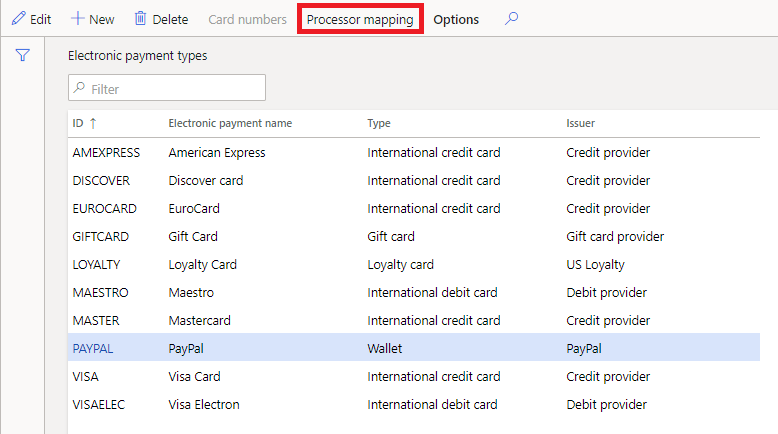 Edit New Delete Card numbers Processor mapping Options
Electronic payment types
Filter
ID ↑ Electronic payment name Type Issuer
AMEXPRESS American Express International credit card Credit provider
DISCOVER Discover card International credit card Credit provider
EUROCARD EuroCard International credit card Credit provider
GIFTCARD Gift Card Gift card Gift card provider
LOYALTY Loyalty Card Loyalty card US Loyalty
MAESTRO Maestro International debit card Debit provider
MASTER Mastercard International credit card Credit provider
PAYPAL PayPal Wallet PayPal
VISA Visa Card International credit card Credit provider
VISAELEC Visa Electron International debit card Debit provider